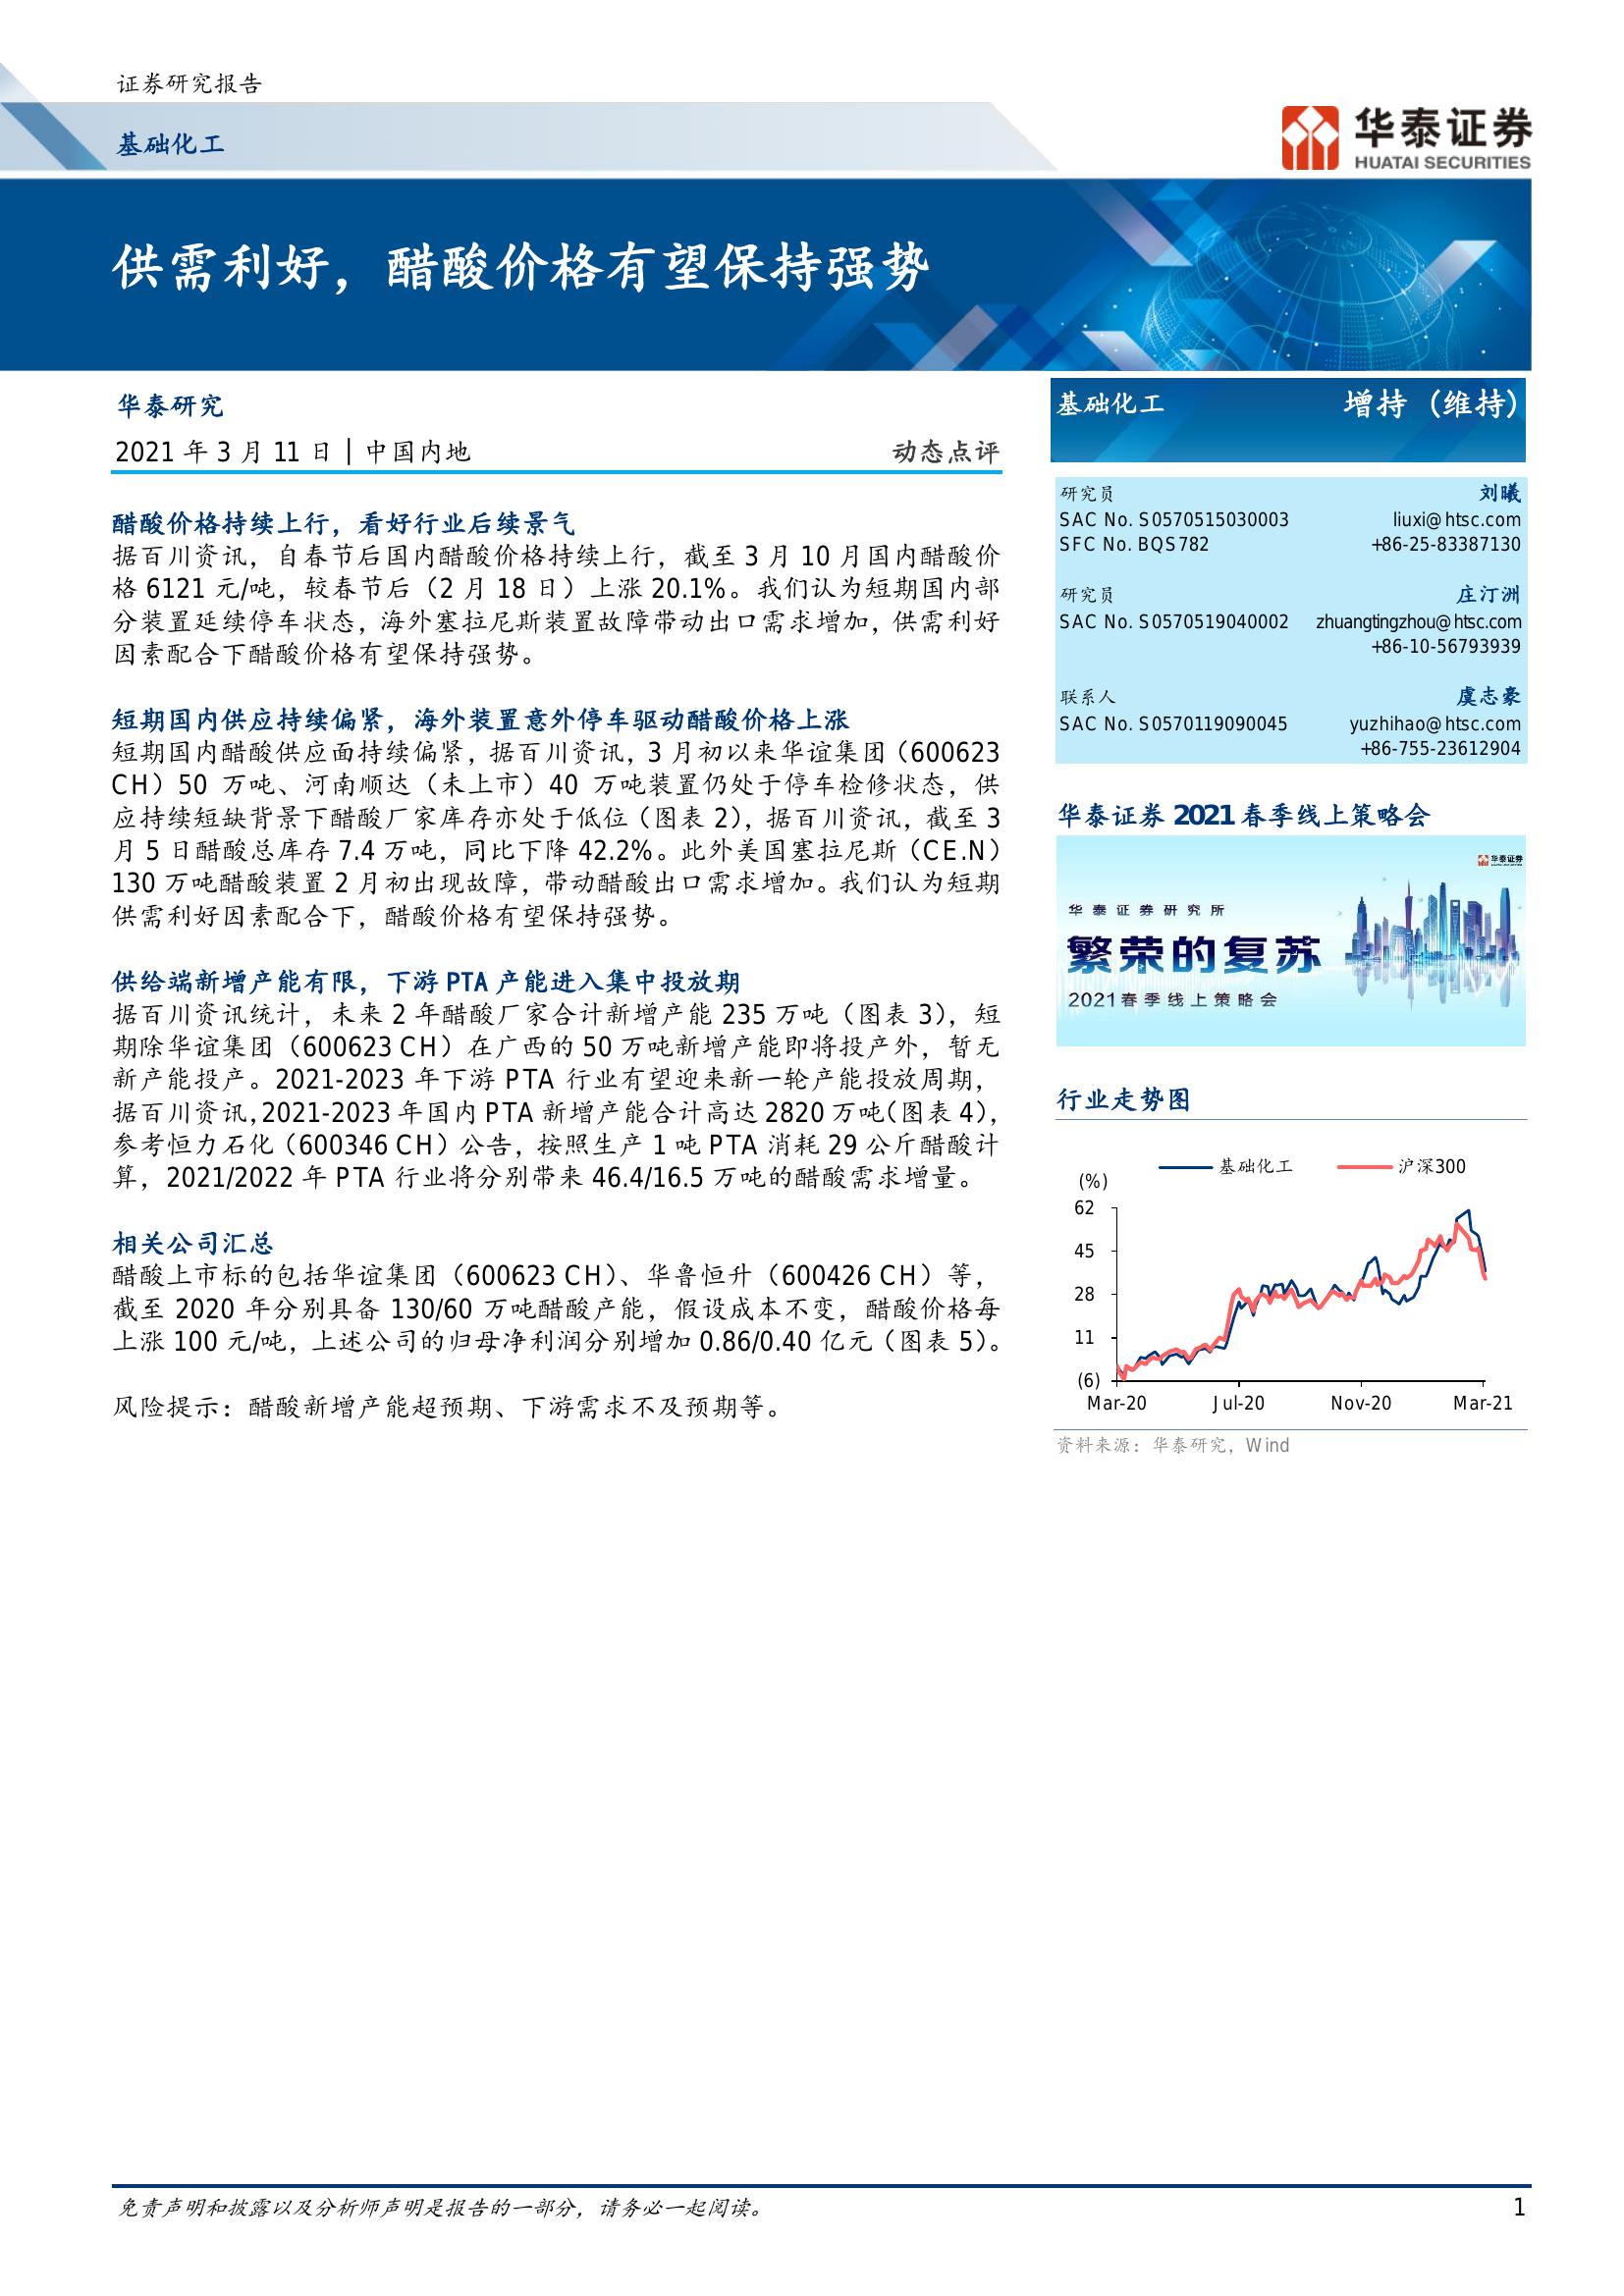 证券研究报告
基础化工
华泰证券
HUATAI SECURITIES
供需利好，醋酸价格有望保持强势
华泰研究
2021 年 3 月 11 日 | 中国内地
动态点评
醋酸价格持续上行，看好行业后续景气
据百川资讯，自春节后国内醋酸价格持续上行，截至 3 月 10 月国内醋酸价
格 6121 元/吨，较春节后（2 月 18 日）上涨 20.1%。我们认为短期国内部
分装置延续停车状态，海外塞拉尼斯装置故障带动出口需求增加，供需利好
因素配合下醋酸价格有望保持强势。
短期国内供应持续偏紧，海外装置意外停车驱动醋酸价格上涨
短期国内醋酸供应面持续偏紧，据百川资讯，3 月初以来华谊集团（600623
CH）50 万吨、河南顺达（未上市）40 万吨装置仍处于停车检修状态，供
应持续短缺背景下醋酸厂家库存亦处于低位（图表 2），据百川资讯，截至 3
月 5 日醋酸总库存 7.4 万吨，同比下降 42.2%。此外美国塞拉尼斯（CE.N）
130 万吨醋酸装置 2 月初出现故障，带动醋酸出口需求增加。我们认为短期
供需利好因素配合下，醋酸价格有望保持强势。
供给端新增产能有限，下游 PTA 产能进入集中投放期
据百川资讯统计，未来 2 年醋酸厂家合计新增产能 235 万吨（图表 3），短
期除华谊集团（600623 CH）在广西的 50 万吨新增产能即将投产外，暂无
新产能投产。2021-2023 年下游 PTA 行业有望迎来新一轮产能投放周期，
据百川资讯，2021-2023 年国内 PTA 新增产能合计高达 2820 万吨（图表 4），
参考恒力石化（600346 CH）公告，按照生产 1 吨 PTA 消耗 29 公斤醋酸计
算，2021/2022 年 PTA 行业将分别带来 46.4/16.5 万吨的醋酸需求增量。
相关公司汇总
醋酸上市标的包括华谊集团（600623 CH）、华鲁恒升（600426 CH）等，
截至 2020 年分别具备 130/60 万吨醋酸产能，假设成本不变，醋酸价格每
上涨 100 元/吨，上述公司的归母净利润分别增加 0.86/0.40 亿元（图表 5）。
风险提示：醋酸新增产能超预期、下游需求不及预期等。
基础化工 增持（维持）
研究员 刘曦
SAC No. S0570515030003 liuxi@htsc.com
SFC No. BQS782 +86-25-83387130
研究员 庄汀洲
SAC No. S0570519040002 zhuangtingzhou@htsc.com
+86-10-56793939
联系人 虞志豪
SAC No. S0570119090045 yuzhihao@htsc.com
+86-755-23612904
华泰证券 2021 春季线上策略会
华泰证券
华泰证券研究所
繁荣的复苏
2021春季线上策略会
行业走势图
基础化工 沪深300
(%)
62
45
28
11
(6)
Mar-20 Jul-20 Nov-20 Mar-21
资料来源：华泰研究，Wind
免责声明和披露以及分析师声明是报告的一部分，请务必一起阅读。 1